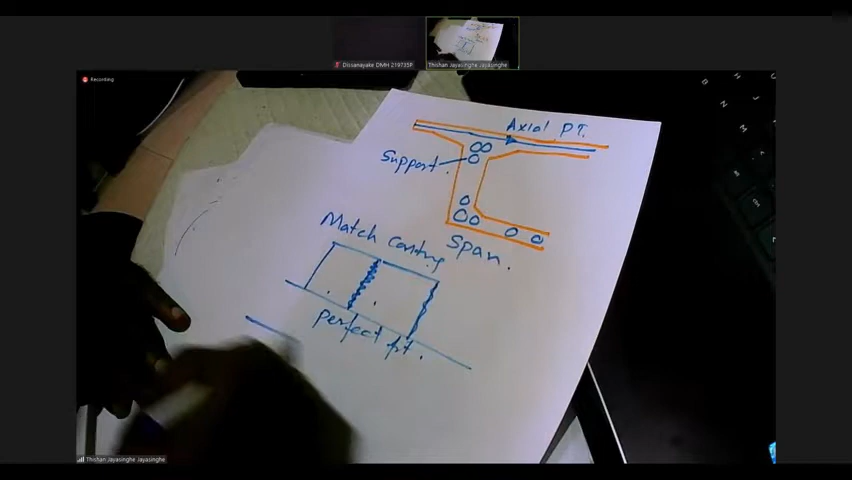 Dissanayake DMH 219735P
Thishan Jayasinghe Jayasinghe
Recording
Axial PT.
Support
Span.
Match Casting
perfect fit.
Thishan Jayasinghe Jayasinghe